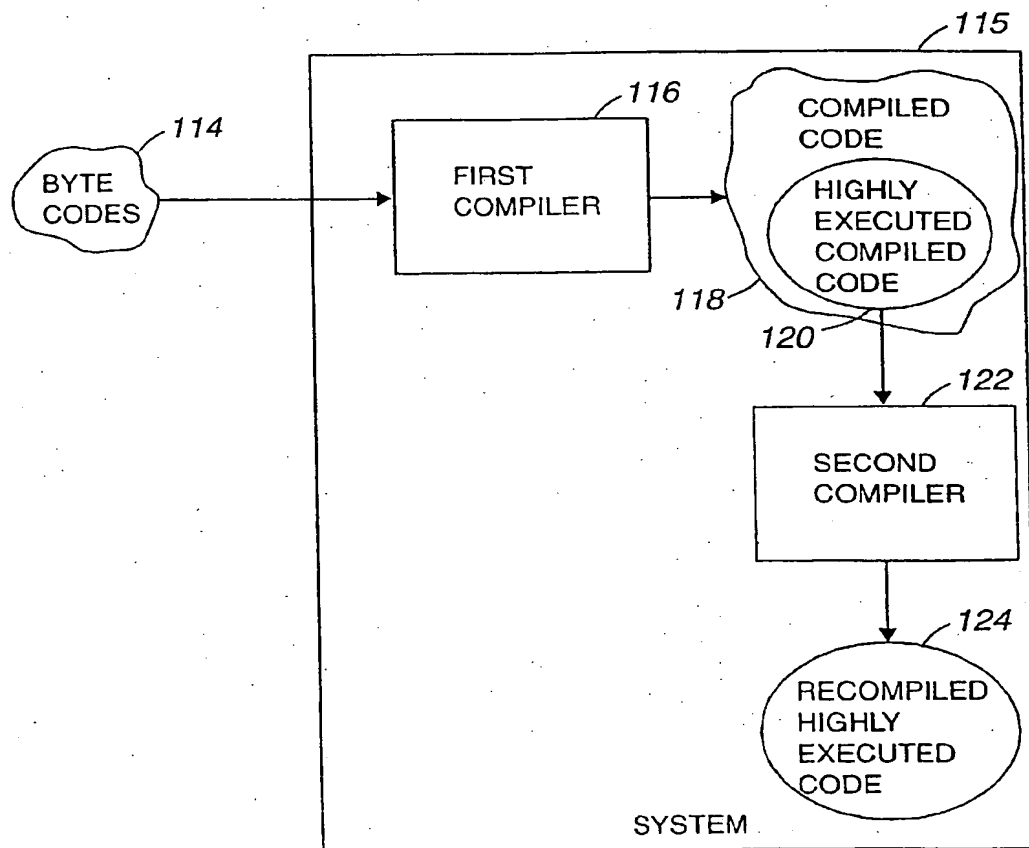 115
116
114
COMPILED
CODE
BYTE
CODES
FIRST
COMPILER
HIGHLY
EXECUTED
COMPILED
CODE
118
120
122
SECOND
COMPILER
124
RECOMPILED
HIGHLY
EXECUTED
CODE
SYSTEM